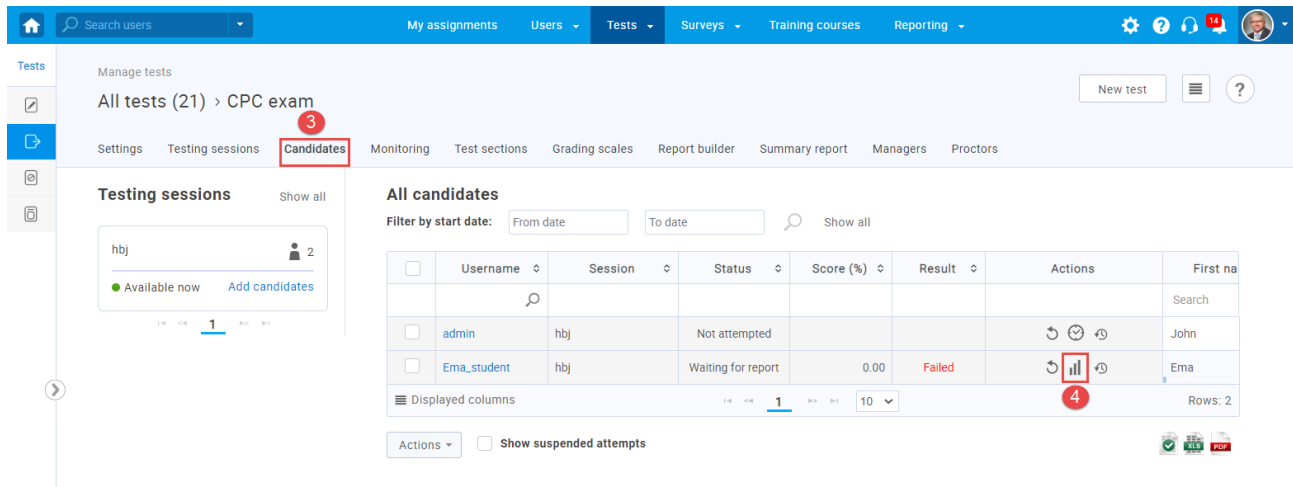 Search users My assignments Users Tests Surveys Training courses Reporting 14
Tests
Manage tests
All tests (21) › CPC exam
New test ?
3
Settings Testing sessions Candidates Monitoring Test sections Grading scales Report builder Summary report Managers Proctors
Testing sessions Show all
hbj 2
Available now Add candidates
1
All candidates
Filter by start date: From date To date Show all
Username Session Status Score (%) Result Actions First na
Search
admin hbj Not attempted John
Ema_student hbj Waiting for report 0.00 Failed Ema
Displayed columns 1 10 Rows: 2
4
Actions Show suspended attempts XLS PDF